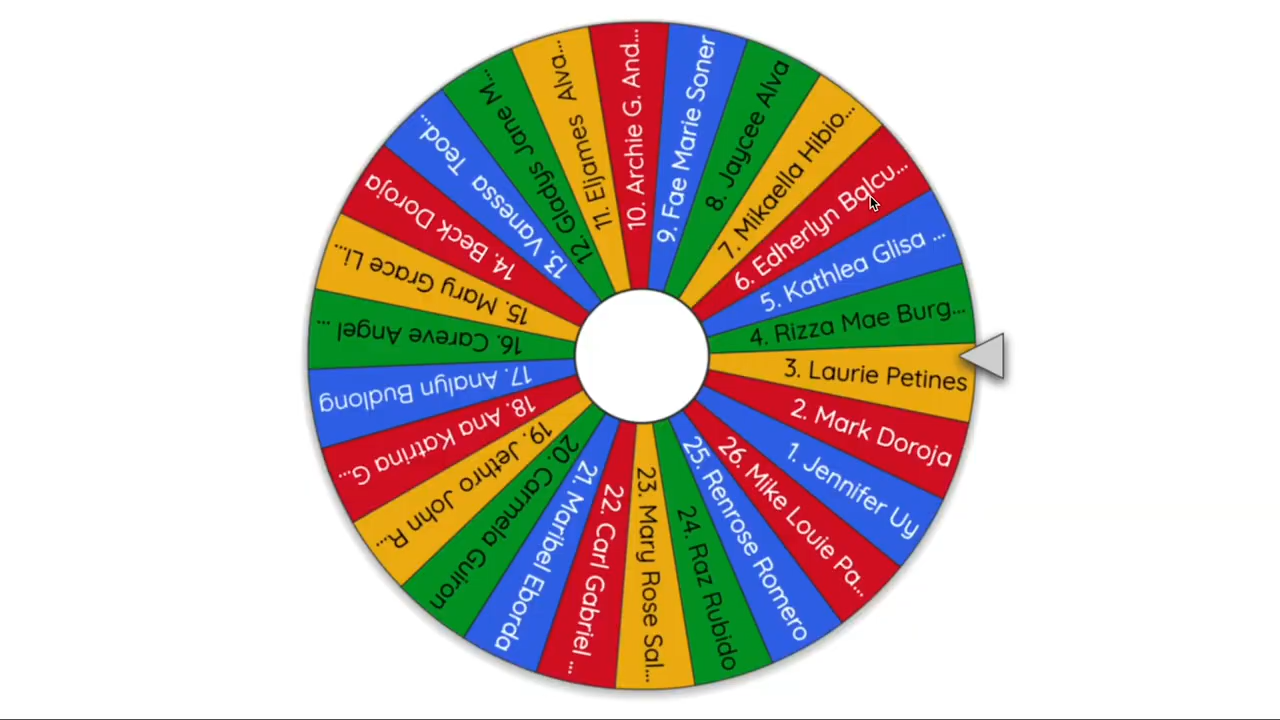 1. Jennifer Uy
2. Mark Doroja
3. Laurie Petines
4. Rizza Mae Burg...
5. Kathlea Glisa ...
6. Edherlyn Balcu...
7. Mikaella Hibio...
8. Jaycee Alva
9. Fae Marie Soner
10. Archie G. And...
11. Eljames Alva...
12. Gladys Jane M...
13. Vanessa Teod...
14. Beck Doroja
15. Mary Grace Li...
16. Careve Angel ...
17. Analyn Budlong
18. Ana Katrina G...
19. Jethro John R...
20. Carmela Guiron
21. Maribel Eborda
22. Carl Gabriel ...
23. Mary Rose Sal...
24. Raz Rubido
25. Renrose Romero
26. Mike Louie Pa...